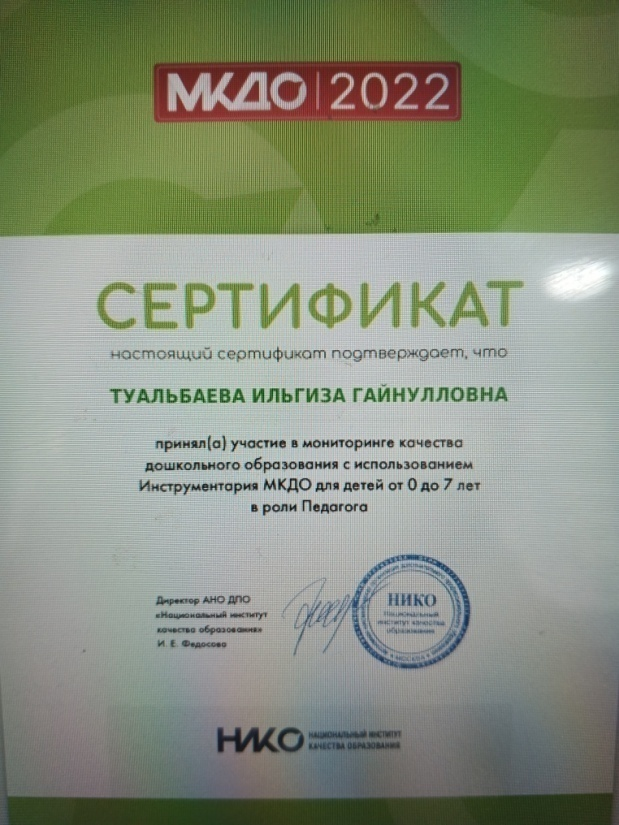 МКДО | 2022
СЕРТИФИКАТ
настоящий сертификат подтверждает, что
ТУАЛЬБАЕВА ИЛЬГИЗА ГАЙНУЛЛОВНА
принял(а) участие в мониторинге качества
дошкольного образования с использованием
Инструментария МКДО для детей от 0 до 7 лет
в роли Педагога
Директор АНО ДПО
«Национальный институт
качества образования»
И. Е. Федосова
НИКО
Национальный
институт качества
образования
МОСКВА
НИКО
НАЦИОНАЛЬНЫЙ ИНСТИТУТ
КАЧЕСТВА ОБРАЗОВАНИЯ